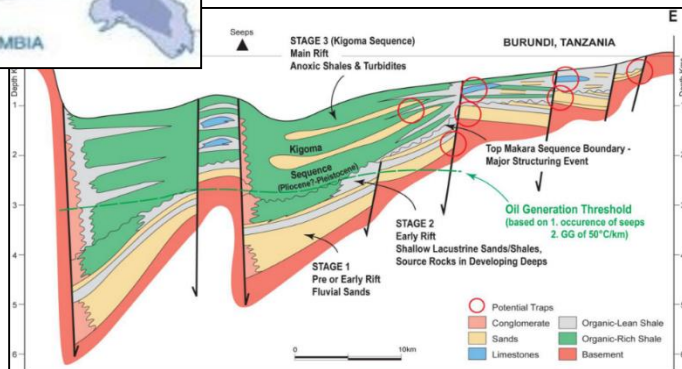 MBIA
Seeps
E
STAGE 3 (Kigoma Sequence)
Main Rift
Anoxic Shales & Turbidites
BURUNDI, TANZANIA
1
2
3
4
5
6
Kigoma
Sequence
(Pliocene?-Pleistocene)
Top Makara Sequence Boundary -
Major Structuring Event
Oil Generation Threshold
(based on 1. occurence of seeps
2. GG of 50°C/km)
STAGE 2
Early Rift
Shallow Lacustrine Sands/Shales,
Source Rocks in Developing Deeps
STAGE 1
Pre or Early Rift
Fluvial Sands
Potential Traps
Conglomerate
Organic-Lean Shale
Sands
Organic-Rich Shale
Limestones
Basement
0
10km